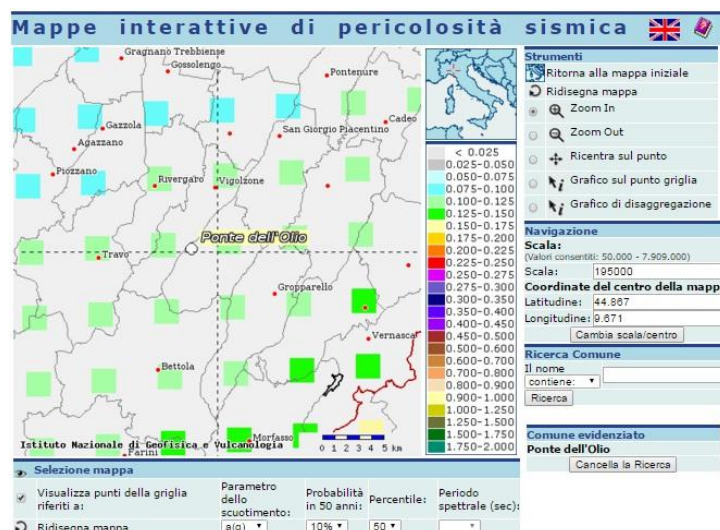 Mappe interattive di pericolosità sismica
Gragnano Trebbiense
Gossolengo
Pontenure
Cadeo
Gazzola
San Giorgio Piacentino
Agazzano
Piozzano
Rivergaro
Vigolzone
Ponte dell'Olio
Travo
Gropparello
Vernasca
Bettola
Morfasso
Istituto Nazionale di Geofisica e Vulcanologia
Farini
0 1 2 3 4 5 km
< 0.025
0.025-0.050
0.050-0.075
0.075-0.100
0.100-0.125
0.125-0.150
0.150-0.175
0.175-0.200
0.200-0.225
0.225-0.250
0.250-0.275
0.275-0.300
0.300-0.350
0.350-0.400
0.400-0.450
0.450-0.500
0.500-0.600
0.600-0.700
0.700-0.800
0.800-0.900
0.900-1.000
1.000-1.250
1.250-1.500
1.500-1.750
1.750-2.000
Strumenti
Ritorna alla mappa iniziale
Ridisegna mappa
Zoom In
Zoom Out
Ricentra sul punto
Grafico sul punto griglia
Grafico di disaggregazione
Navigazione
Scala:
(Valori consentiti: 50.000 - 7.909.000)
Scala: 195000
Coordinate del centro della mapp
Latitudine: 44.867
Longitudine: 9.671
Cambia scala/centro
Ricerca Comune
Il nome
contiene:
Ricerca
Comune evidenziato
Ponte dell'Olio
Cancella la Ricerca
Selezione mappa
Visualizza punti della griglia riferiti a:
Parametro dello scuotimento:
Probabilità in 50 anni:
Percentile:
Periodo spettrale (sec):
Ridisegna mappa
a(g) 10% 50